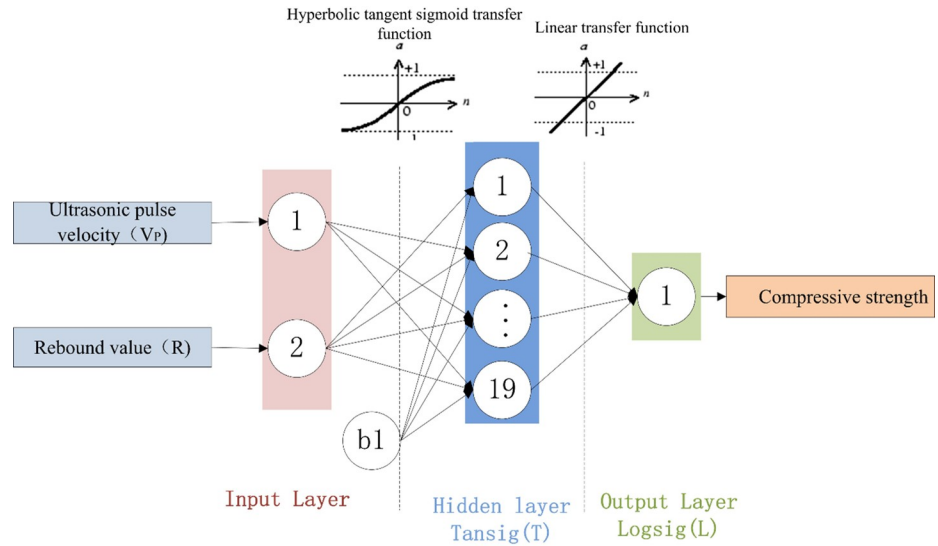 Hyperbolic tangent sigmoid transfer
function
Linear transfer function
a
+1
n
0
-1
a
+1
n
0
-1
Ultrasonic pulse
velocity（VP)
Rebound value（R)
1
2
b1
1
2
⋮
19
1
Compressive strength
Input Layer
Hidden layer
Tansig(T)
Output Layer
Logsig(L)